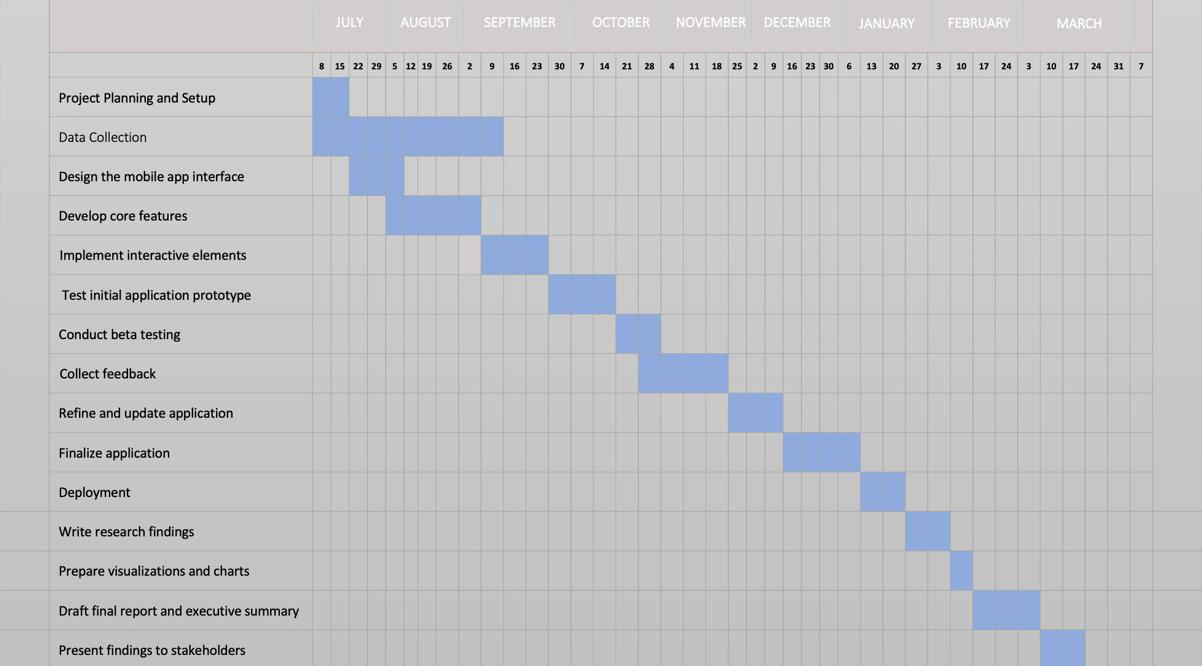 JULY AUGUST SEPTEMBER OCTOBER NOVEMBER DECEMBER JANUARY FEBRUARY MARCH
8 15 22 29 5 12 19 26 2 9 16 23 30 7 14 21 28 4 11 18 25 2 9 16 23 30 6 13 20 27 3 10 17 24 3 10 17 24 31 7
Project Planning and Setup
Data Collection
Design the mobile app interface
Develop core features
Implement interactive elements
Test initial application prototype
Conduct beta testing
Collect feedback
Refine and update application
Finalize application
Deployment
Write research findings
Prepare visualizations and charts
Draft final report and executive summary
Present findings to stakeholders